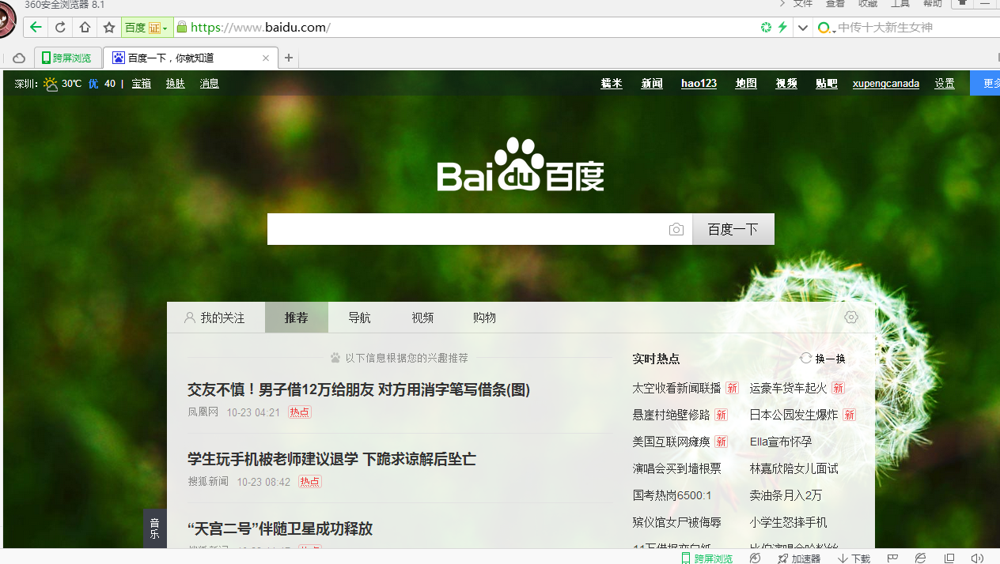 360安全浏览器 8.1
文件 查看 收藏 工具 帮助
百度 证 https://www.baidu.com/ 中传十大新生女神
跨屏浏览 百度一下，你就知道
深圳： 30℃ 优 40 | 宝箱 换肤 消息 糯米 新闻 hao123 地图 视频 贴吧 xupengcanada 设置 更多
Bai du 百度
百度一下
我的关注 推荐 导航 视频 购物
以下信息根据您的兴趣推荐
交友不慎！男子借12万给朋友 对方用消字笔写借条(图)
凤凰网 10-23 04:21 热点
学生玩手机被老师建议退学 下跪求谅解后坠亡
搜狐新闻 10-23 08:42 热点
“天宫二号”伴随卫星成功释放
音乐
实时热点 换一换
太空收看新闻联播 新 运豪车货车起火 新
悬崖村绝壁修路 新 日本公园发生爆炸 新
美国互联网瘫痪 新 Ella宣布怀孕
演唱会买到墙根票 林嘉欣陪女儿面试
国考热岗6500:1 卖油条月入2万
殡仪馆女尸被侮辱 小学生怒摔手机
跨屏浏览 加速器 下载